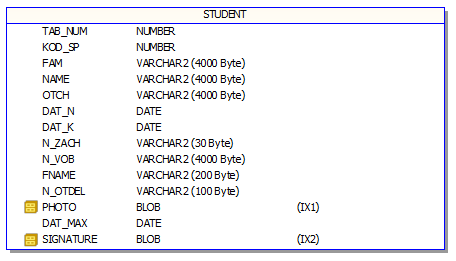 STUDENT
TAB_NUM NUMBER
KOD_SP NUMBER
FAM VARCHAR2 (4000 Byte)
NAME VARCHAR2 (4000 Byte)
OTCH VARCHAR2 (4000 Byte)
DAT_N DATE
DAT_K DATE
N_ZACH VARCHAR2 (30 Byte)
N_VOB VARCHAR2 (4000 Byte)
FNAME VARCHAR2 (200 Byte)
N_OTDEL VARCHAR2 (100 Byte)
PHOTO BLOB (IX1)
DAT_MAX DATE
SIGNATURE BLOB (IX2)